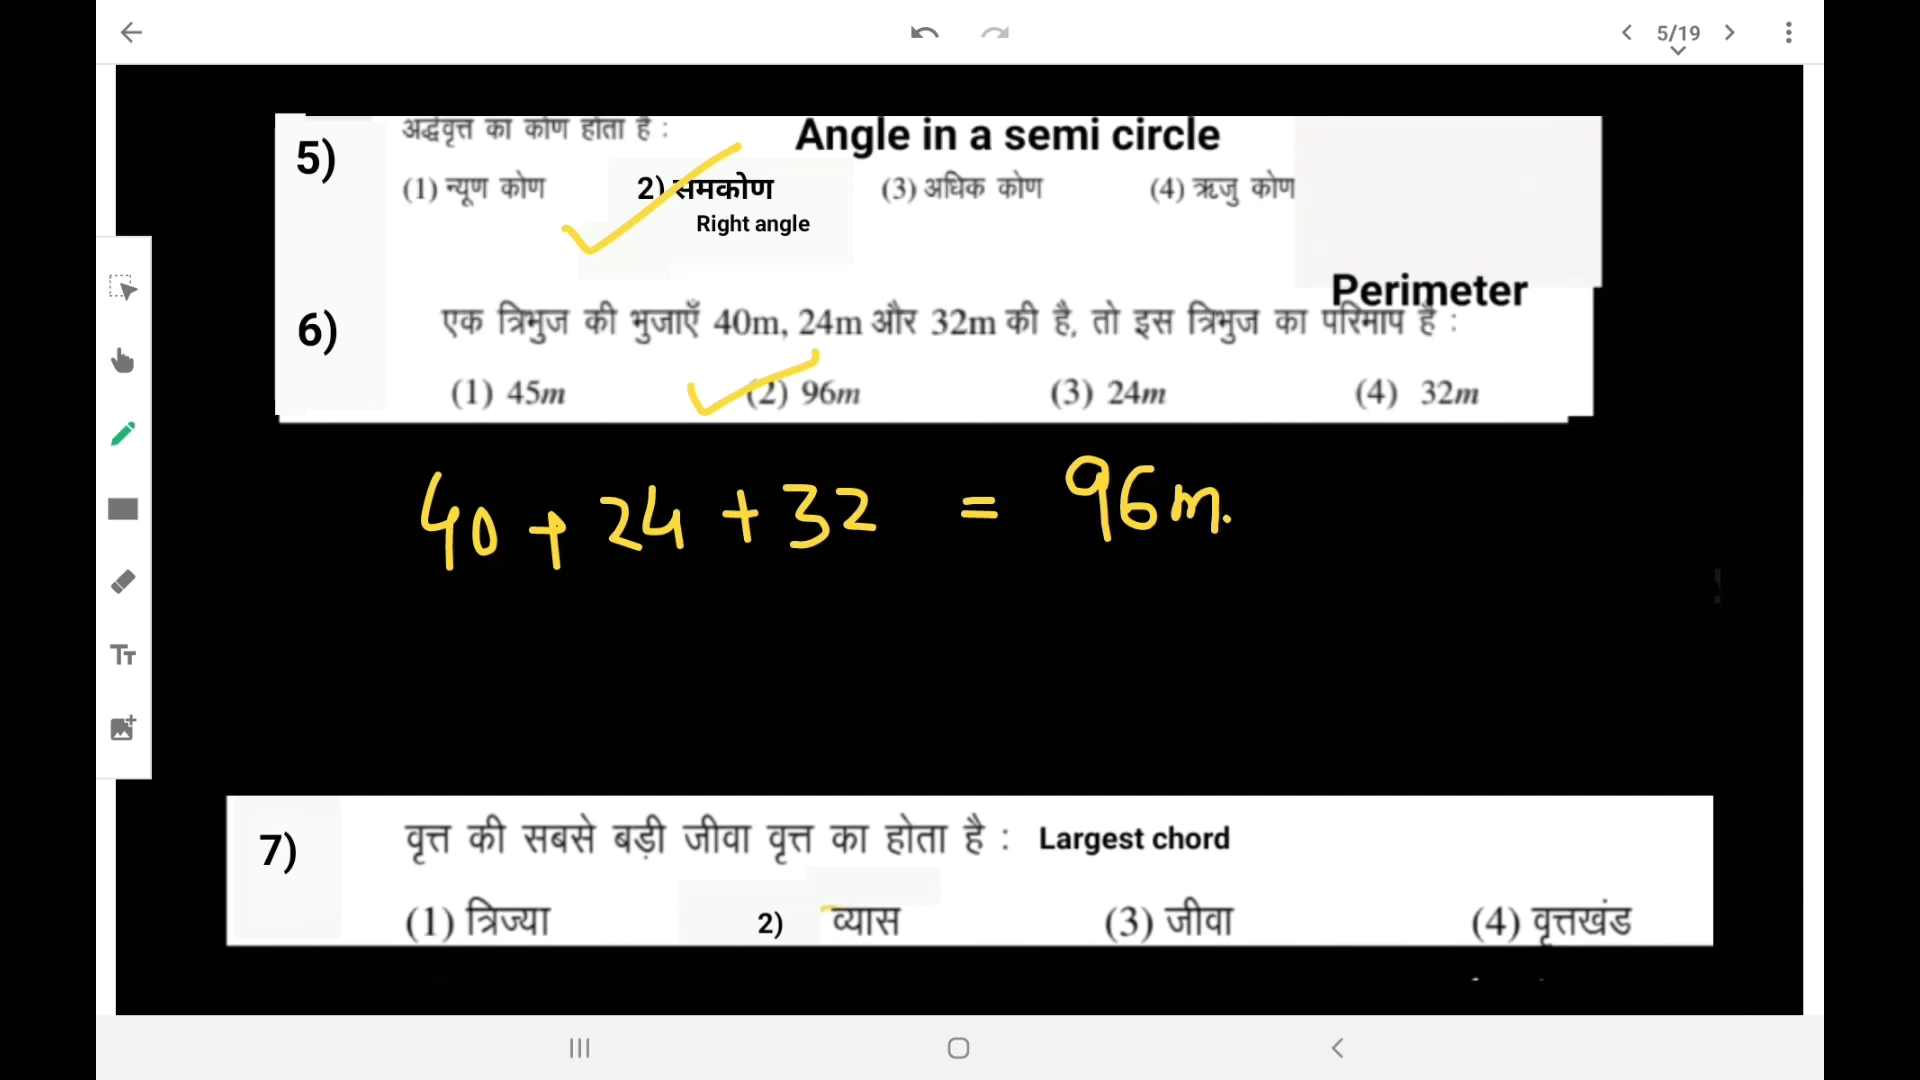 5/19
5)
अर्द्धवृत्त का कोण होता है :
Angle in a semi circle
(1) न्यूण कोण 2) समकोण (3) अधिक कोण (4) ऋजु कोण
Right angle
Perimeter
6) एक त्रिभुज की भुजाएँ 40m, 24m और 32m की है, तो इस त्रिभुज का परिमाप है :
(1) 45m (2) 96m (3) 24m (4) 32m
40 + 24 + 32 = 96m.
7) वृत्त की सबसे बड़ी जीवा वृत्त का होता है : Largest chord
(1) त्रिज्या 2) व्यास (3) जीवा (4) वृत्तखंड